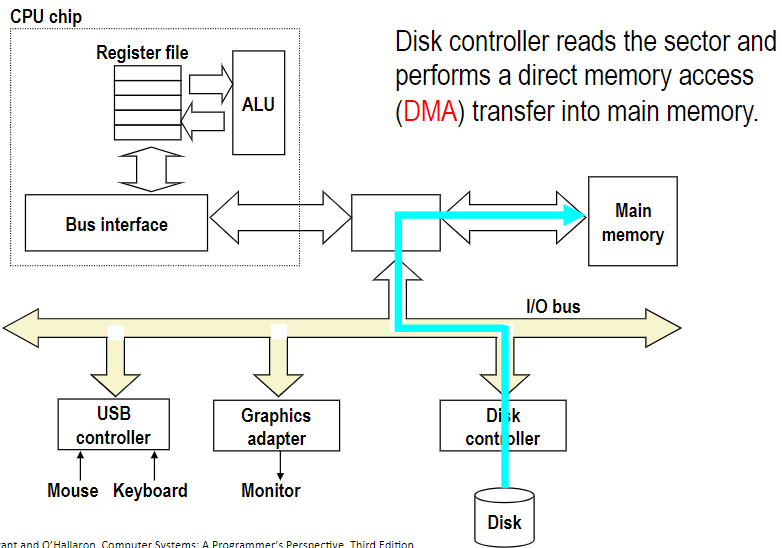 CPU chip
Register file
ALU
Disk controller reads the sector and
performs a direct memory access
(DMA) transfer into main memory.
Bus interface
Main
memory
I/O bus
USB
controller
Graphics
adapter
Disk
controller
Mouse
Keyboard
Monitor
Disk
and O'Hallaron, Computer Systems: A Programmer's Perspective, Third Edition